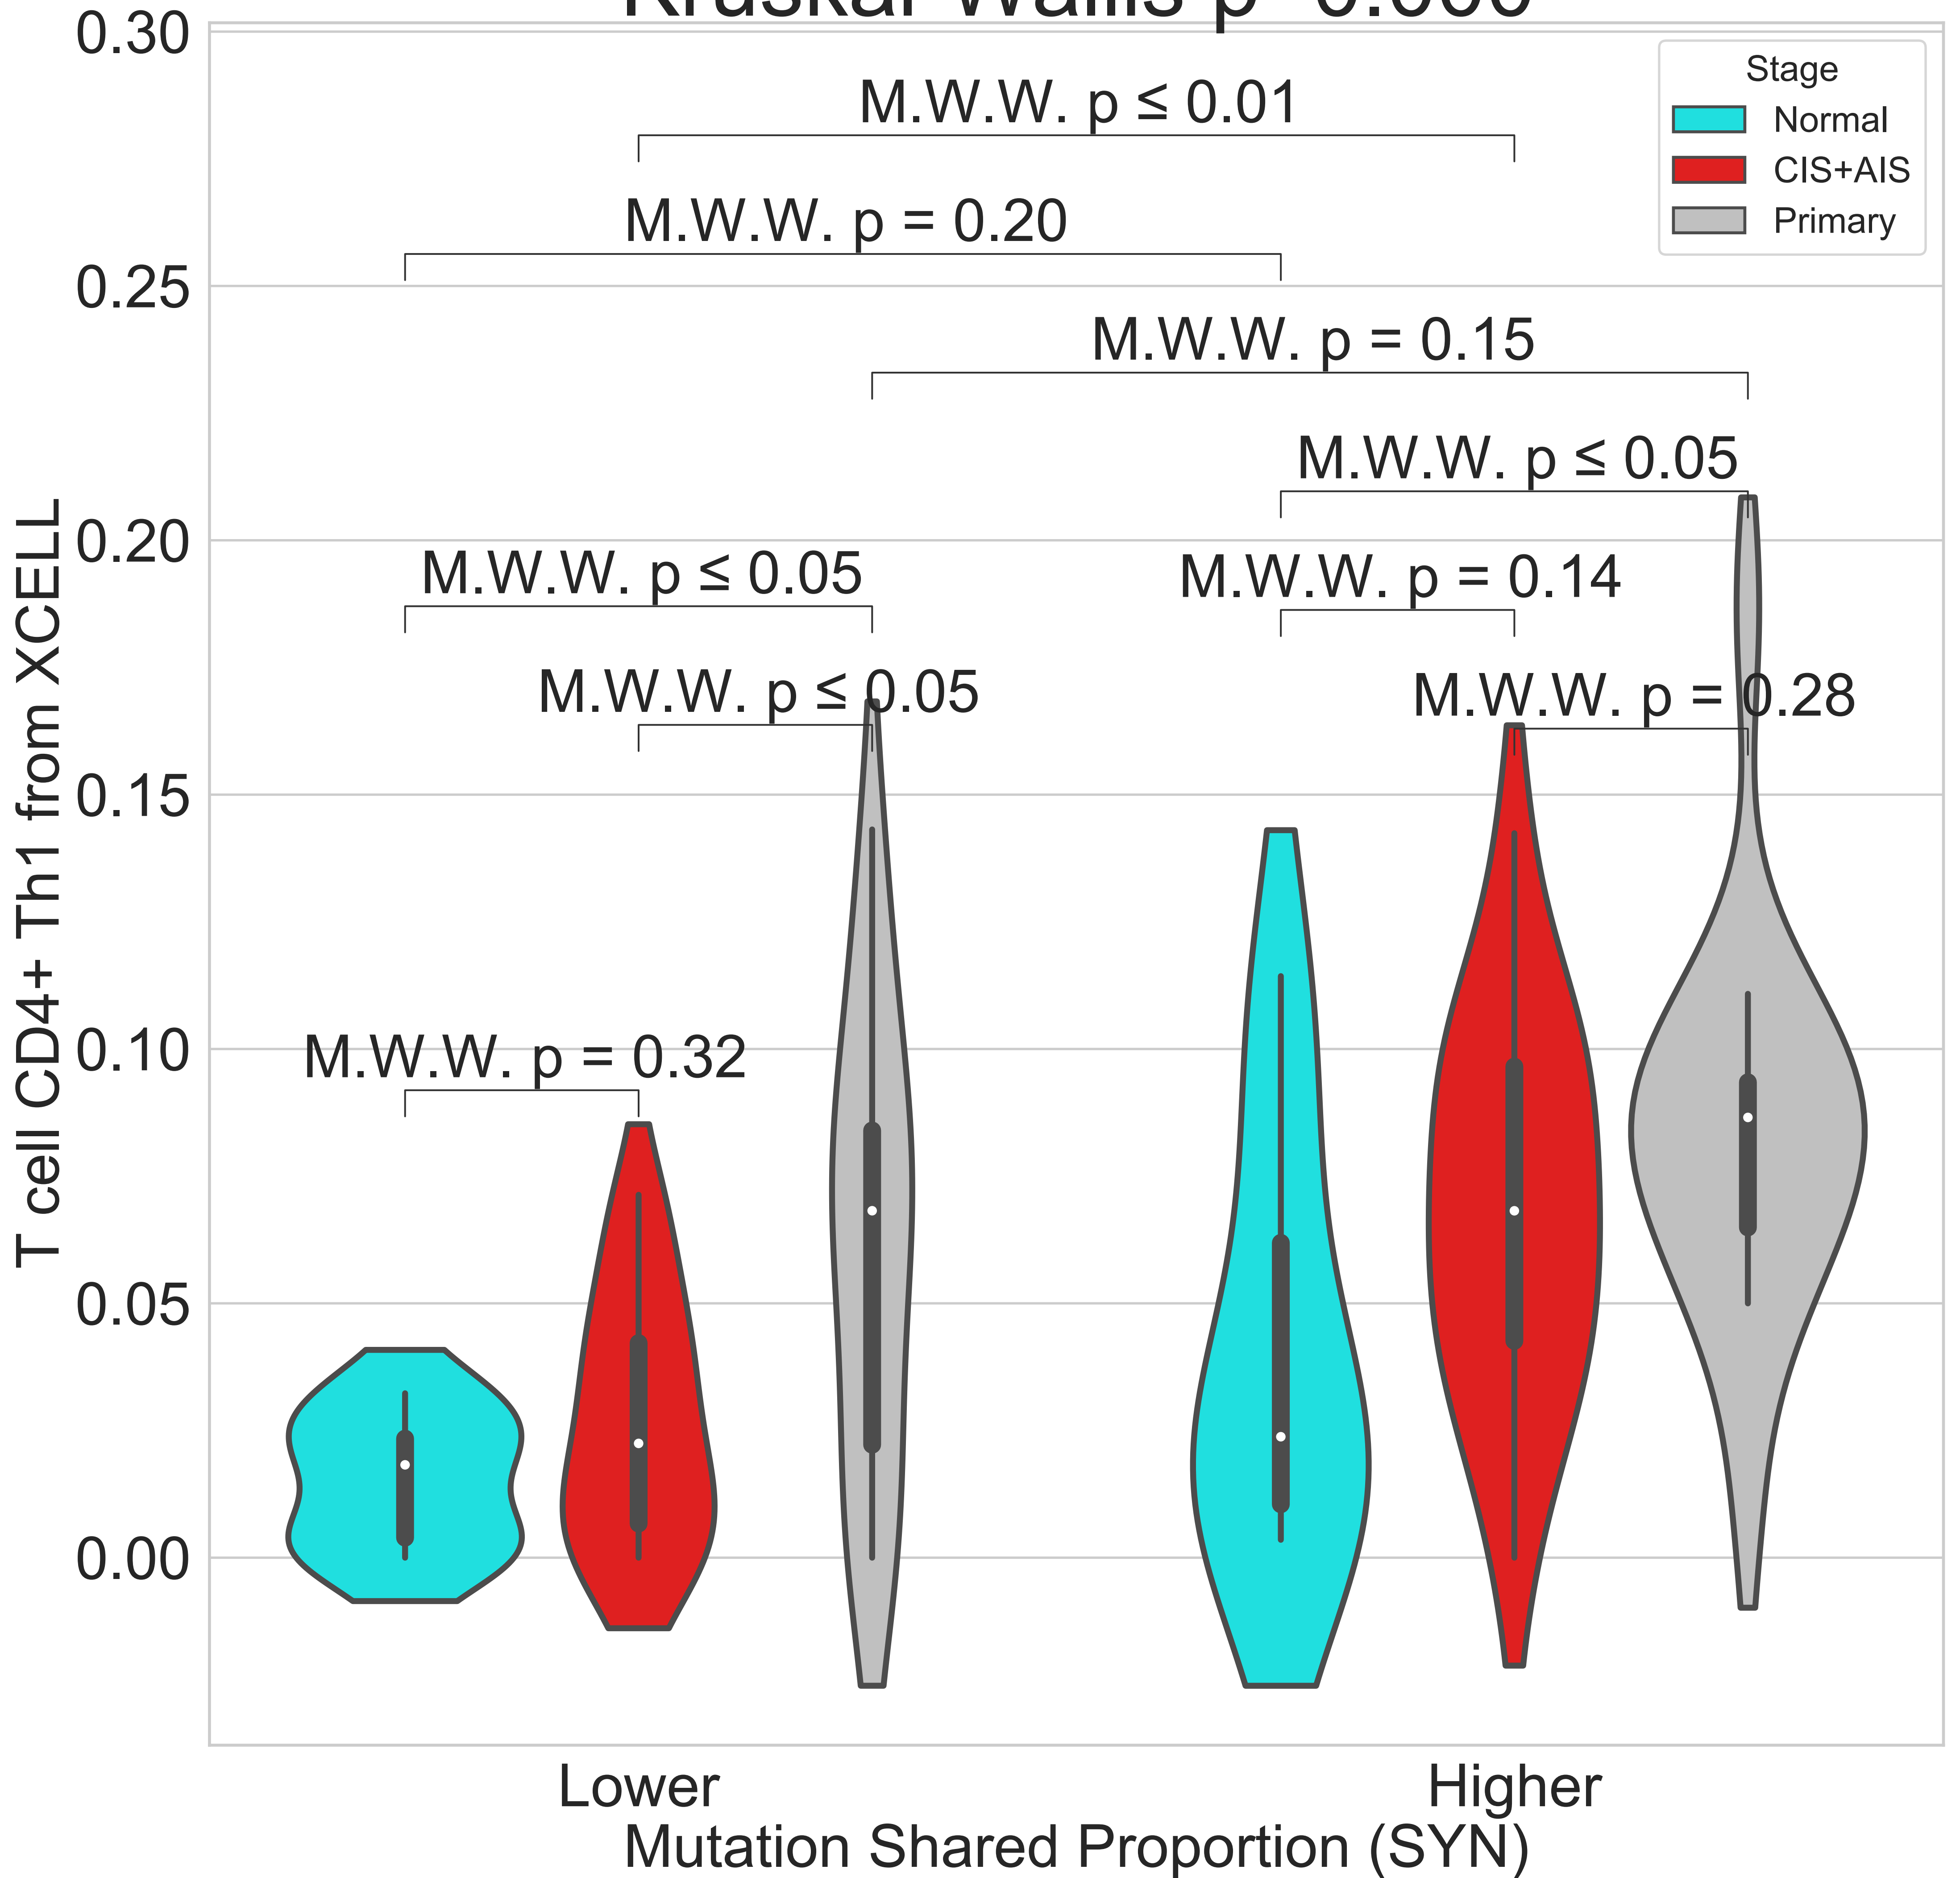 Kruskal Wallis p
0.30
M.W.W. p ≤ 0.01
Stage
Normal
CIS+AIS
Primary
M.W.W. p = 0.20
0.25
M.W.W. p = 0.15
M.W.W. p ≤ 0.05
0.20
M.W.W. p ≤ 0.05
M.W.W. p = 0.14
M.W.W. p ≤ 0.05
M.W.W. p = 0.28
0.15
T cell CD4+ Th1 from XCELL
0.10
M.W.W. p = 0.32
0.05
0.00
Lower
Higher
Mutation Shared Proportion (SYN)